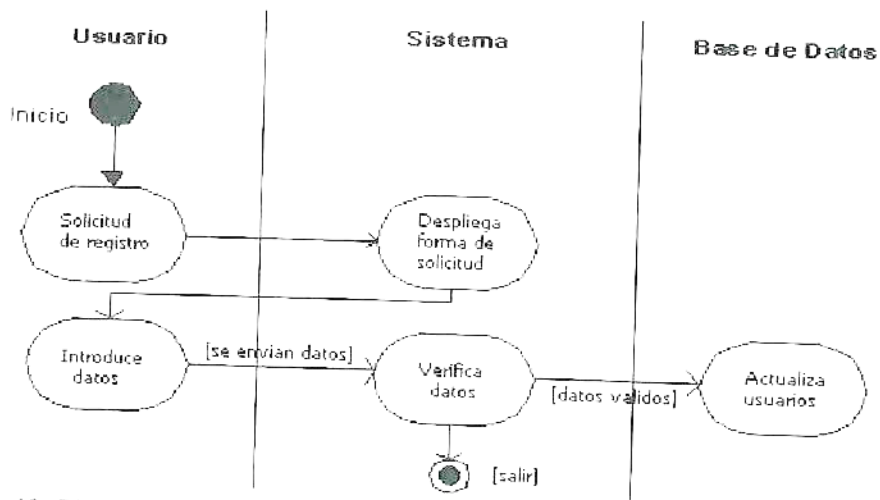 Usuario
Sistema
Base de Datos
Inicio
Solicitud
de registro
Despliega
forma de
solicitud
Introduce
datos
[se envian datos]
Verifica
datos
[datos validos]
Actualiza
usuarios
[salir]